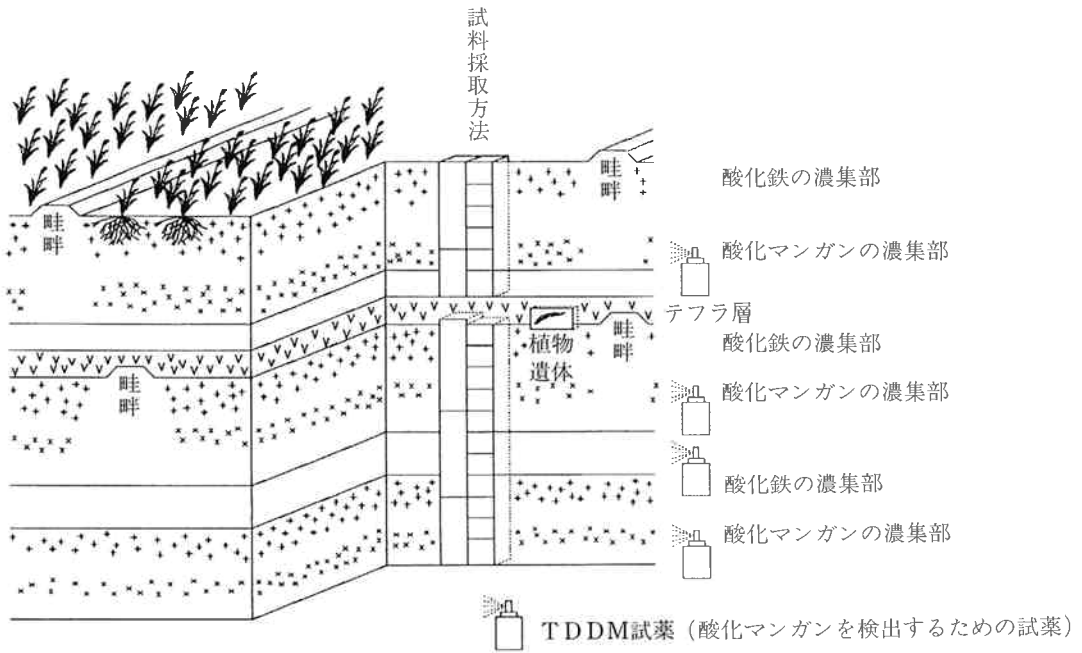 試料採取方法
畦畔
酸化鉄の濃集部
畦畔
酸化マンガンの濃集部
テフラ層
植物
遺体
畦畔
酸化鉄の濃集部
畦畔
酸化マンガンの濃集部
酸化鉄の濃集部
酸化マンガンの濃集部
TDDM試薬(酸化マンガンを検出するための試薬)